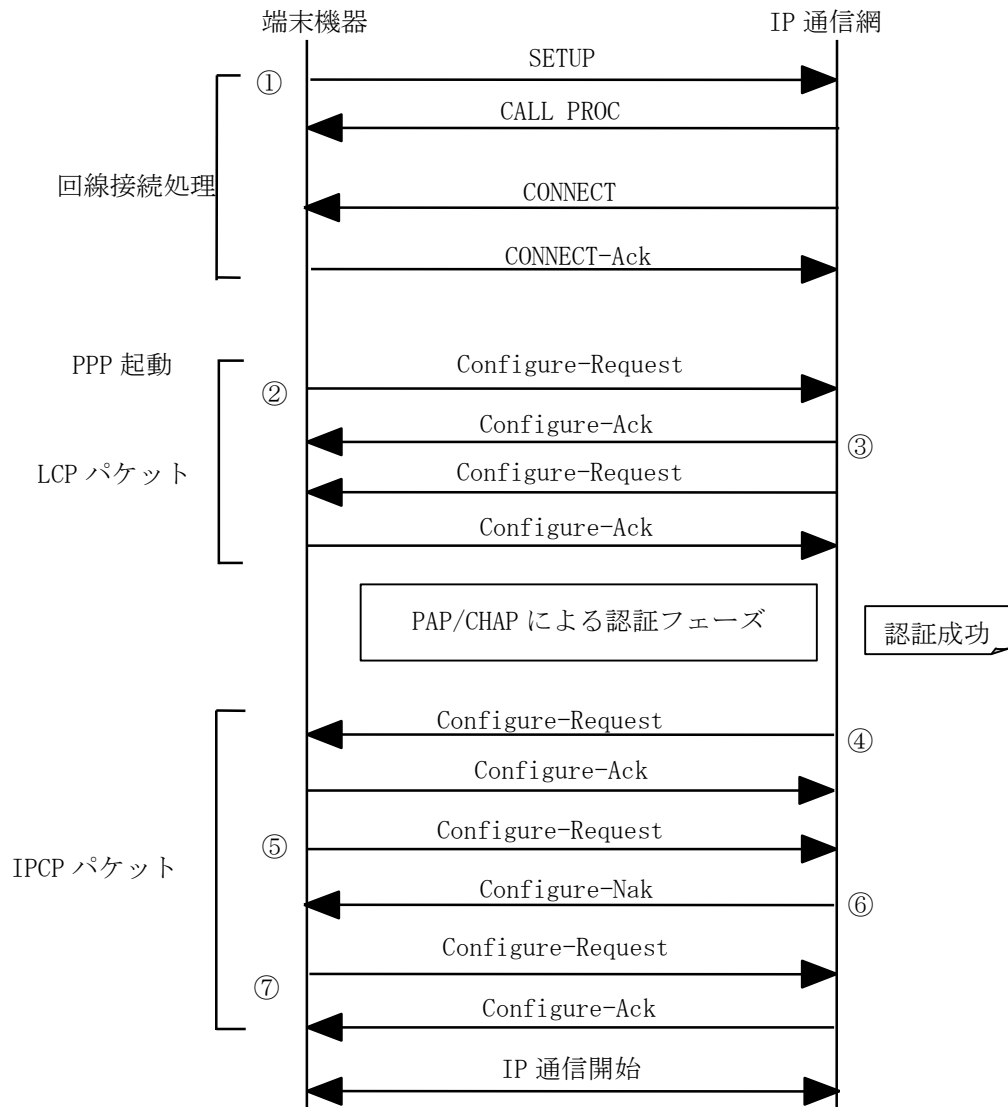 端末機器
IP 通信網
SETUP
①
CALL PROC
回線接続処理
CONNECT
CONNECT-Ack
PPP 起動
Configure-Request
②
Configure-Ack
③
LCP パケット
Configure-Request
Configure-Ack
PAP/CHAP による認証フェーズ
認証成功
Configure-Request
④
Configure-Ack
Configure-Request
⑤
IPCP パケット
Configure-Nak
⑥
Configure-Request
⑦
Configure-Ack
IP 通信開始